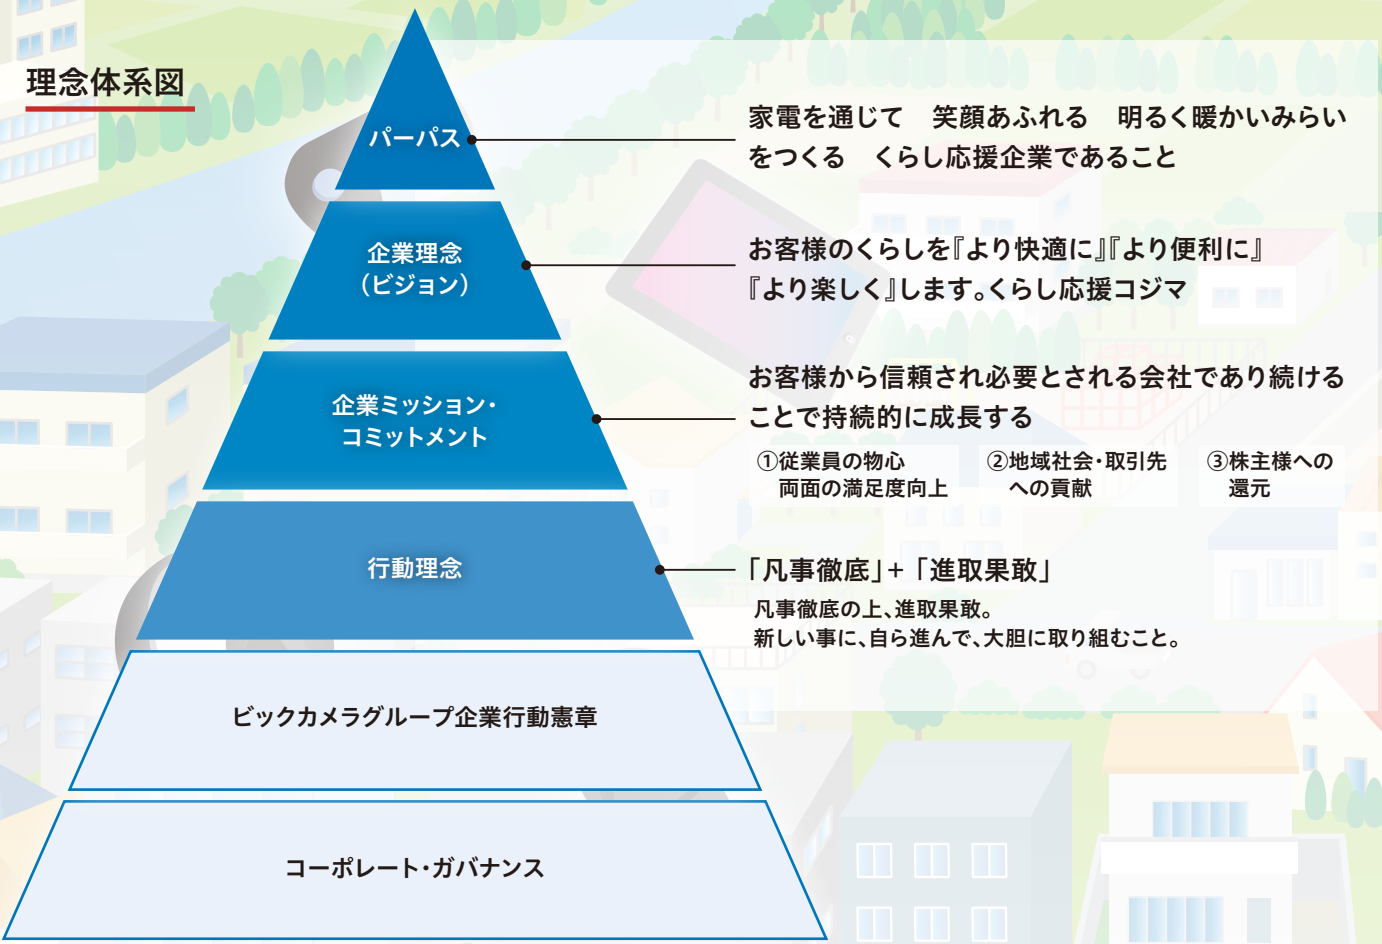 理念体系図
パーパス
家電を通じて　笑顔あふれる　明るく暖かいみらい
をつくる　くらし応援企業であること
企業理念
（ビジョン）
お客様のくらしを『より快適に』『より便利に』
『より楽しく』します。くらし応援コジマ
企業ミッション・
コミットメント
お客様から信頼され必要とされる会社であり続ける
ことで持続的に成長する
①従業員の物心
両面の満足度向上
②地域社会・取引先
への貢献
③株主様への
還元
行動理念
「凡事徹底」+「進取果敢」
凡事徹底の上、進取果敢。
新しい事に、自ら進んで、大胆に取り組むこと。
ビックカメラグループ企業行動憲章
コーポレート・ガバナンス